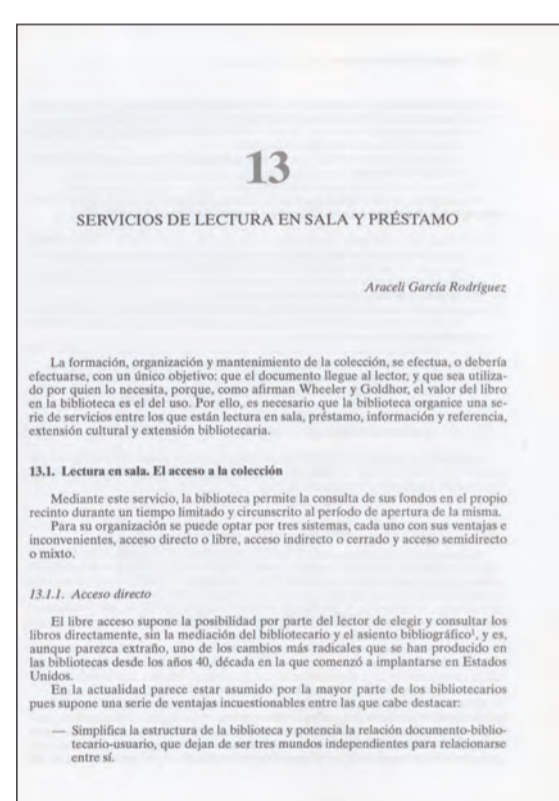 13
SERVICIOS DE LECTURA EN SALA Y PRÉSTAMO
Araceli García Rodríguez
La formación, organización y mantenimiento de la colección, se efectua, o debería
efectuarse, con un único objetivo: que el documento llegue al lector, y que sea utiliza-
do por quien lo necesita, porque, como afirman Wheeler y Goldhor, el valor del libro
en la biblioteca es el del uso. Por ello, es necesario que la biblioteca organice una se-
rie de servicios entre los que están lectura en sala, préstamo, información y referencia,
extensión cultural y extensión bibliotecaria.
13.1. Lectura en sala. El acceso a la colección
Mediante este servicio, la biblioteca permite la consulta de sus fondos en el propio
recinto durante un tiempo limitado y circunscrito al período de apertura de la misma.
Para su organización se puede optar por tres sistemas, cada uno con sus ventajas e
inconvenientes, acceso directo o libre, acceso indirecto o cerrado y acceso semidirecto
o mixto.
13.1.1. Acceso directo
El libre acceso supone la posibilidad por parte del lector de elegir y consultar los
libros directamente, sin la mediación del bibliotecario y el asiento bibliográfico¹, y es,
aunque parezca extraño, uno de los cambios más radicales que se han producido en
las bibliotecas desde los años 40, década en la que comenzó a implantarse en Estados
Unidos.
En la actualidad parece estar asumido por la mayor parte de los bibliotecarios
pues supone una serie de ventajas incuestionables entre las que cabe destacar:
— Simplifica la estructura de la biblioteca y potencia la relación documento-biblio-
tecario-usuario, que dejan de ser tres mundos independientes para relacionarse
entre sí.